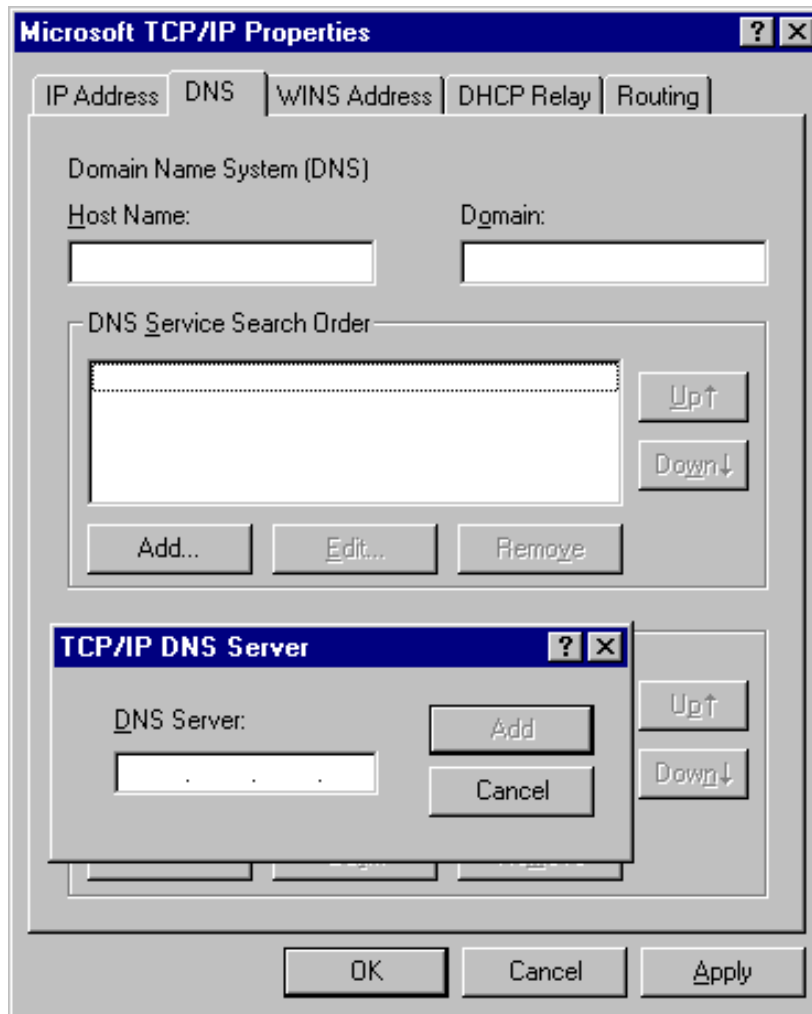 Microsoft TCP/IP Properties
IP Address DNS WINS Address DHCP Relay Routing
Domain Name System (DNS)
Host Name: Domain:
DNS Service Search Order
Up↑
Down↓
Add... Edit... Remove
TCP/IP DNS Server
DNS Server:
Add
. . .
Cancel
Up↑
Down↓
OK Cancel Apply